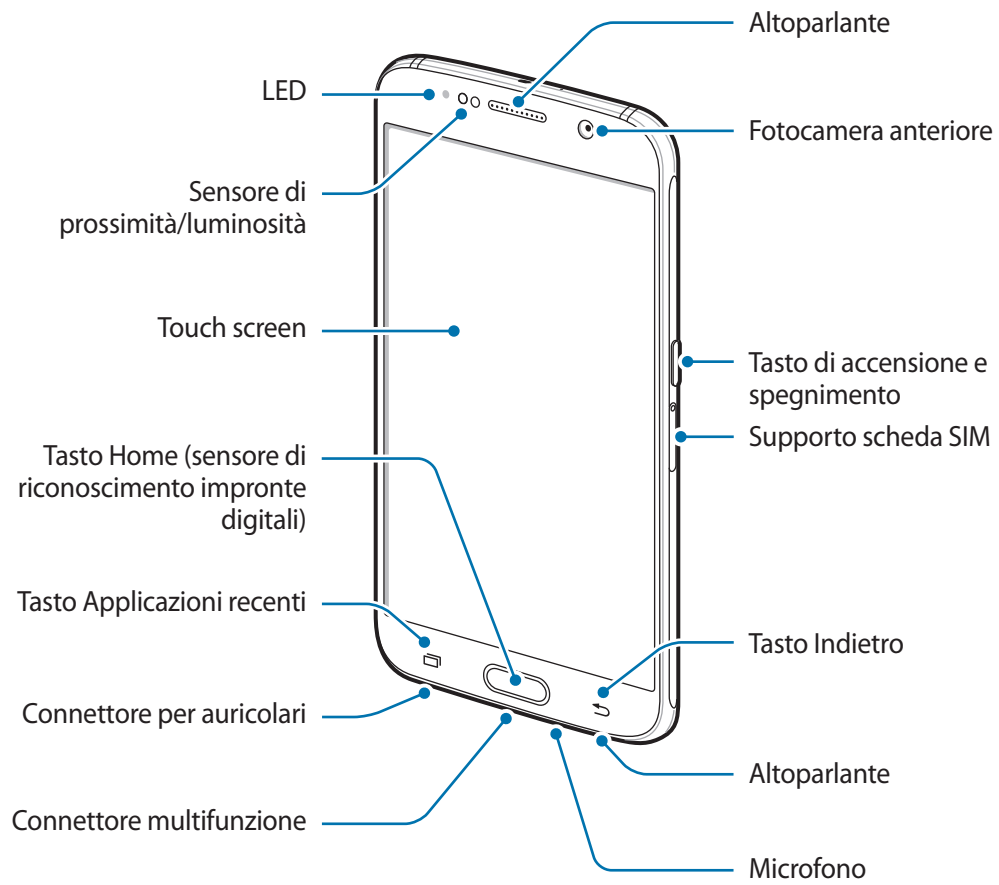 Altoparlante
LED
Fotocamera anteriore
Sensore di
prossimità/luminosità
Touch screen
Tasto di accensione e
spegnimento
Supporto scheda SIM
Tasto Home (sensore di
riconoscimento impronte
digitali)
Tasto Applicazioni recenti
Tasto Indietro
Connettore per auricolari
Altoparlante
Connettore multifunzione
Microfono